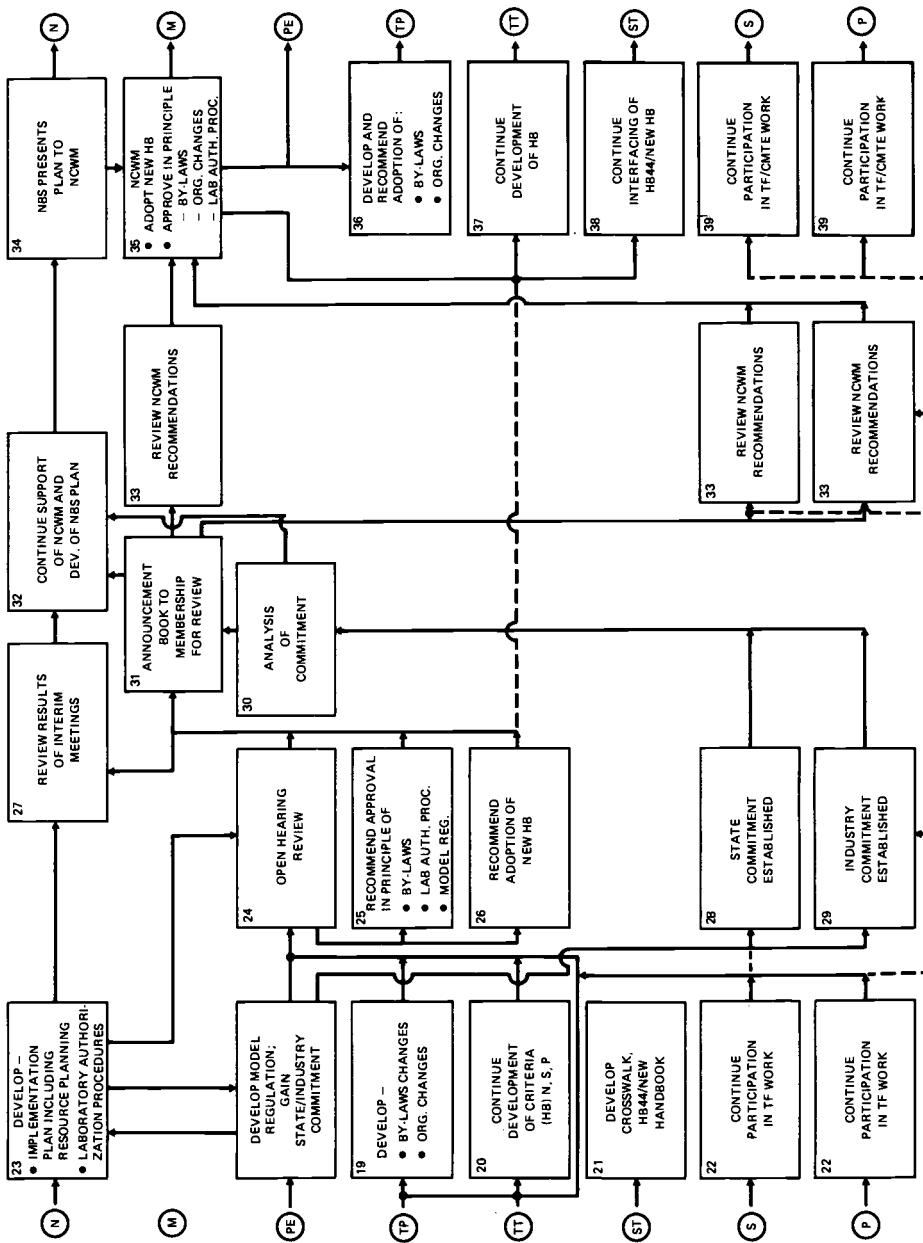 N
23
DEVELOP –
● IMPLEMENTATION
PLAN INCLUDING
RESOURCE PLANNING
● LABORATORY AUTHORI-
ZATION PROCEDURES
27
REVIEW RESULTS
OF INTERIM
MEETINGS
32
CONTINUE SUPPORT
OF NCWM AND
DEV. OF NBS PLAN
34
NBS PRESENTS
PLAN TO
NCWM
N
M
31
ANNOUNCEMENT
BOOK TO
MEMBERSHIP
FOR REVIEW
33
REVIEW NCWM
RECOMMENDATIONS
35
NCWM
● ADOPT NEW HB
● APPROVE IN PRINCIPLE
– BY-LAWS
– ORG. CHANGES
– LAB AUTH. PROC.
M
PE
DEVELOP MODEL
REGULATION;
GAIN
STATE/INDUSTRY
COMMITMENT
24
OPEN HEARING
REVIEW
30
ANALYSIS
OF
COMMITMENT
PE
TP
19
DEVELOP –
● BY-LAWS CHANGES
● ORG. CHANGES
25
RECOMMEND APPROVAL
IN PRINCIPLE OF
● BY-LAWS
● LAB AUTH. PROC.
● MODEL REG.
36
DEVELOP AND
RECOMMEND
ADOPTION OF:
● BY-LAWS
● ORG. CHANGES
TP
TT
20
CONTINUE
DEVELOPMENT
OF CRITERIA
(HB) N, S, P
26
RECOMMEND
ADOPTION OF
NEW HB
37
CONTINUE
DEVELOPMENT
OF HB
TT
ST
21
DEVELOP
CROSSWALK,
HB44/NEW
HANDBOOK
38
CONTINUE
INTERFACING OF
HB44/NEW HB
ST
S
22
CONTINUE
PARTICIPATION
IN TF WORK
28
STATE
COMMITMENT
ESTABLISHED
33
REVIEW NCWM
RECOMMENDATIONS
39
CONTINUE
PARTICIPATION
IN TF/CMTE WORK
S
P
22
CONTINUE
PARTICIPATION
IN TF WORK
29
INDUSTRY
COMMITMENT
ESTABLISHED
33
REVIEW NCWM
RECOMMENDATIONS
39
CONTINUE
PARTICIPATION
IN TF/CMTE WORK
P